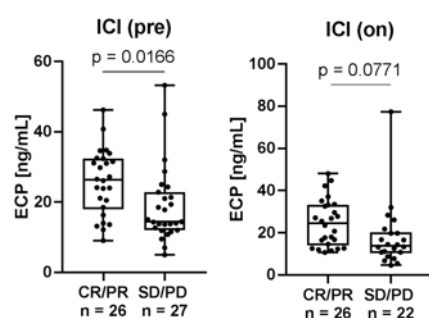 ICI (pre)
p = 0.0166
60
40
20
0
ECP [ng/mL]
CR/PR SD/PD
n = 26 n = 27
ICI (on)
p = 0.0771
100
80
60
40
20
0
ECP [ng/mL]
CR/PR SD/PD
n = 26 n = 22